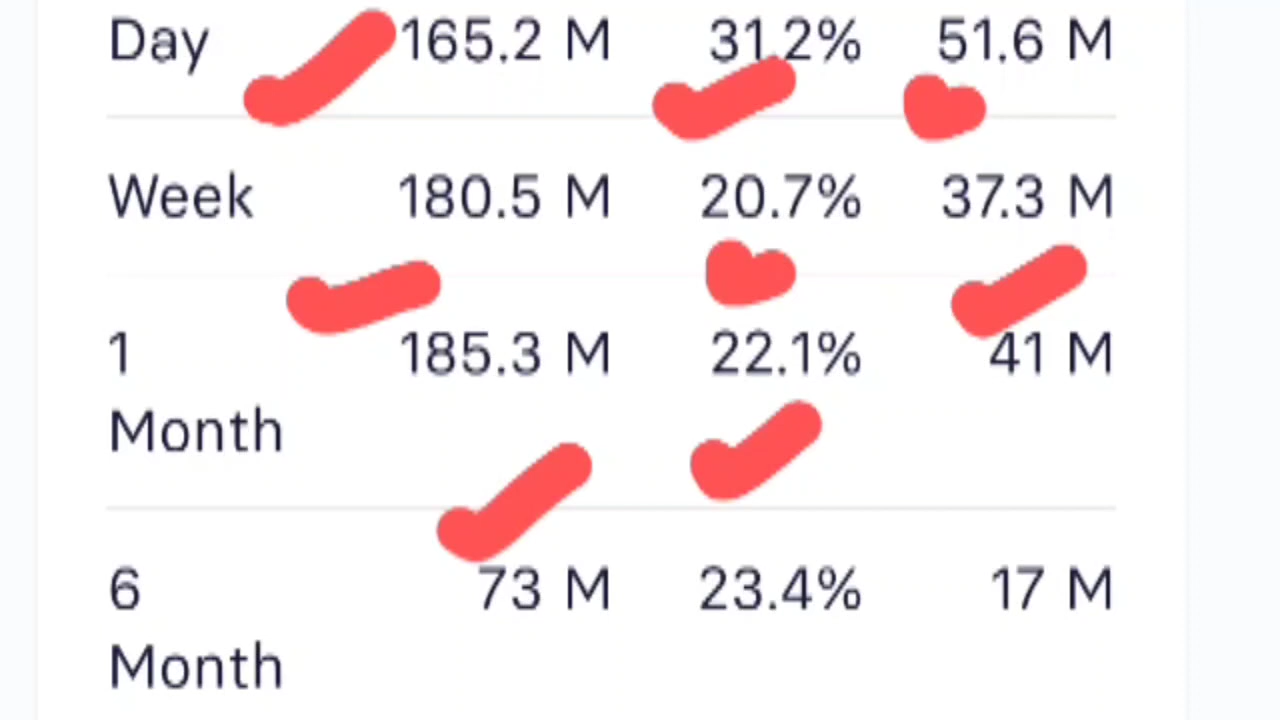 Day 165.2 M 31.2% 51.6 M
Week 180.5 M 20.7% 37.3 M
1 185.3 M 22.1% 41 M
Month
6 73 M 23.4% 17 M
Month